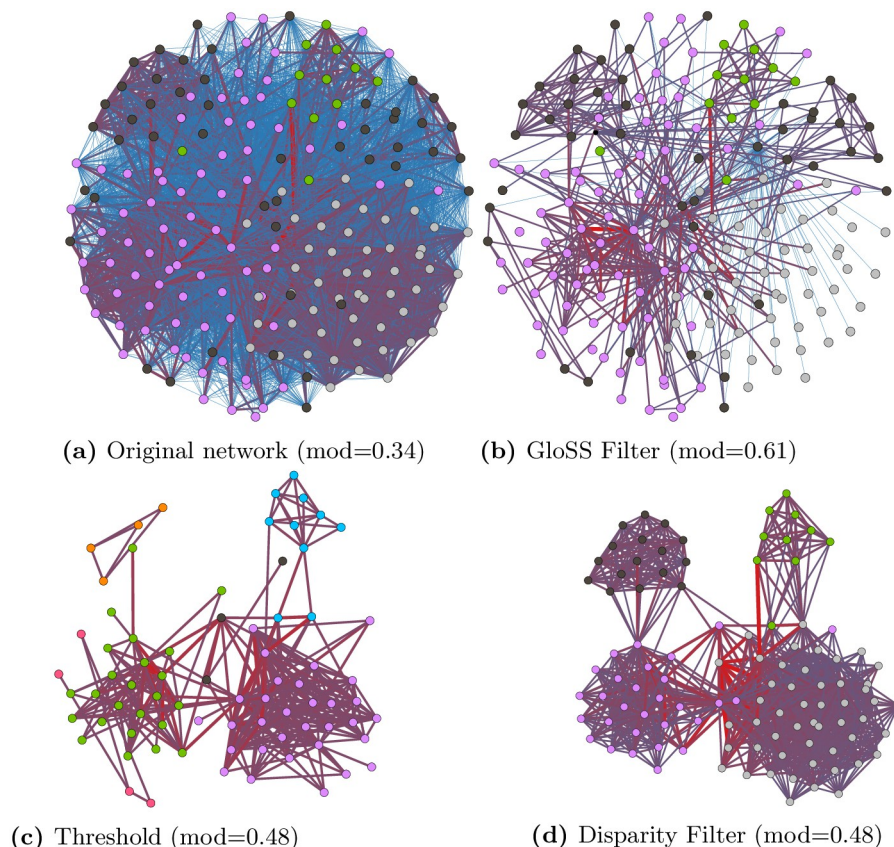 (a) Original network (mod=0.34)
(b) GloSS Filter (mod=0.61)
(c) Threshold (mod=0.48)
(d) Disparity Filter (mod=0.48)